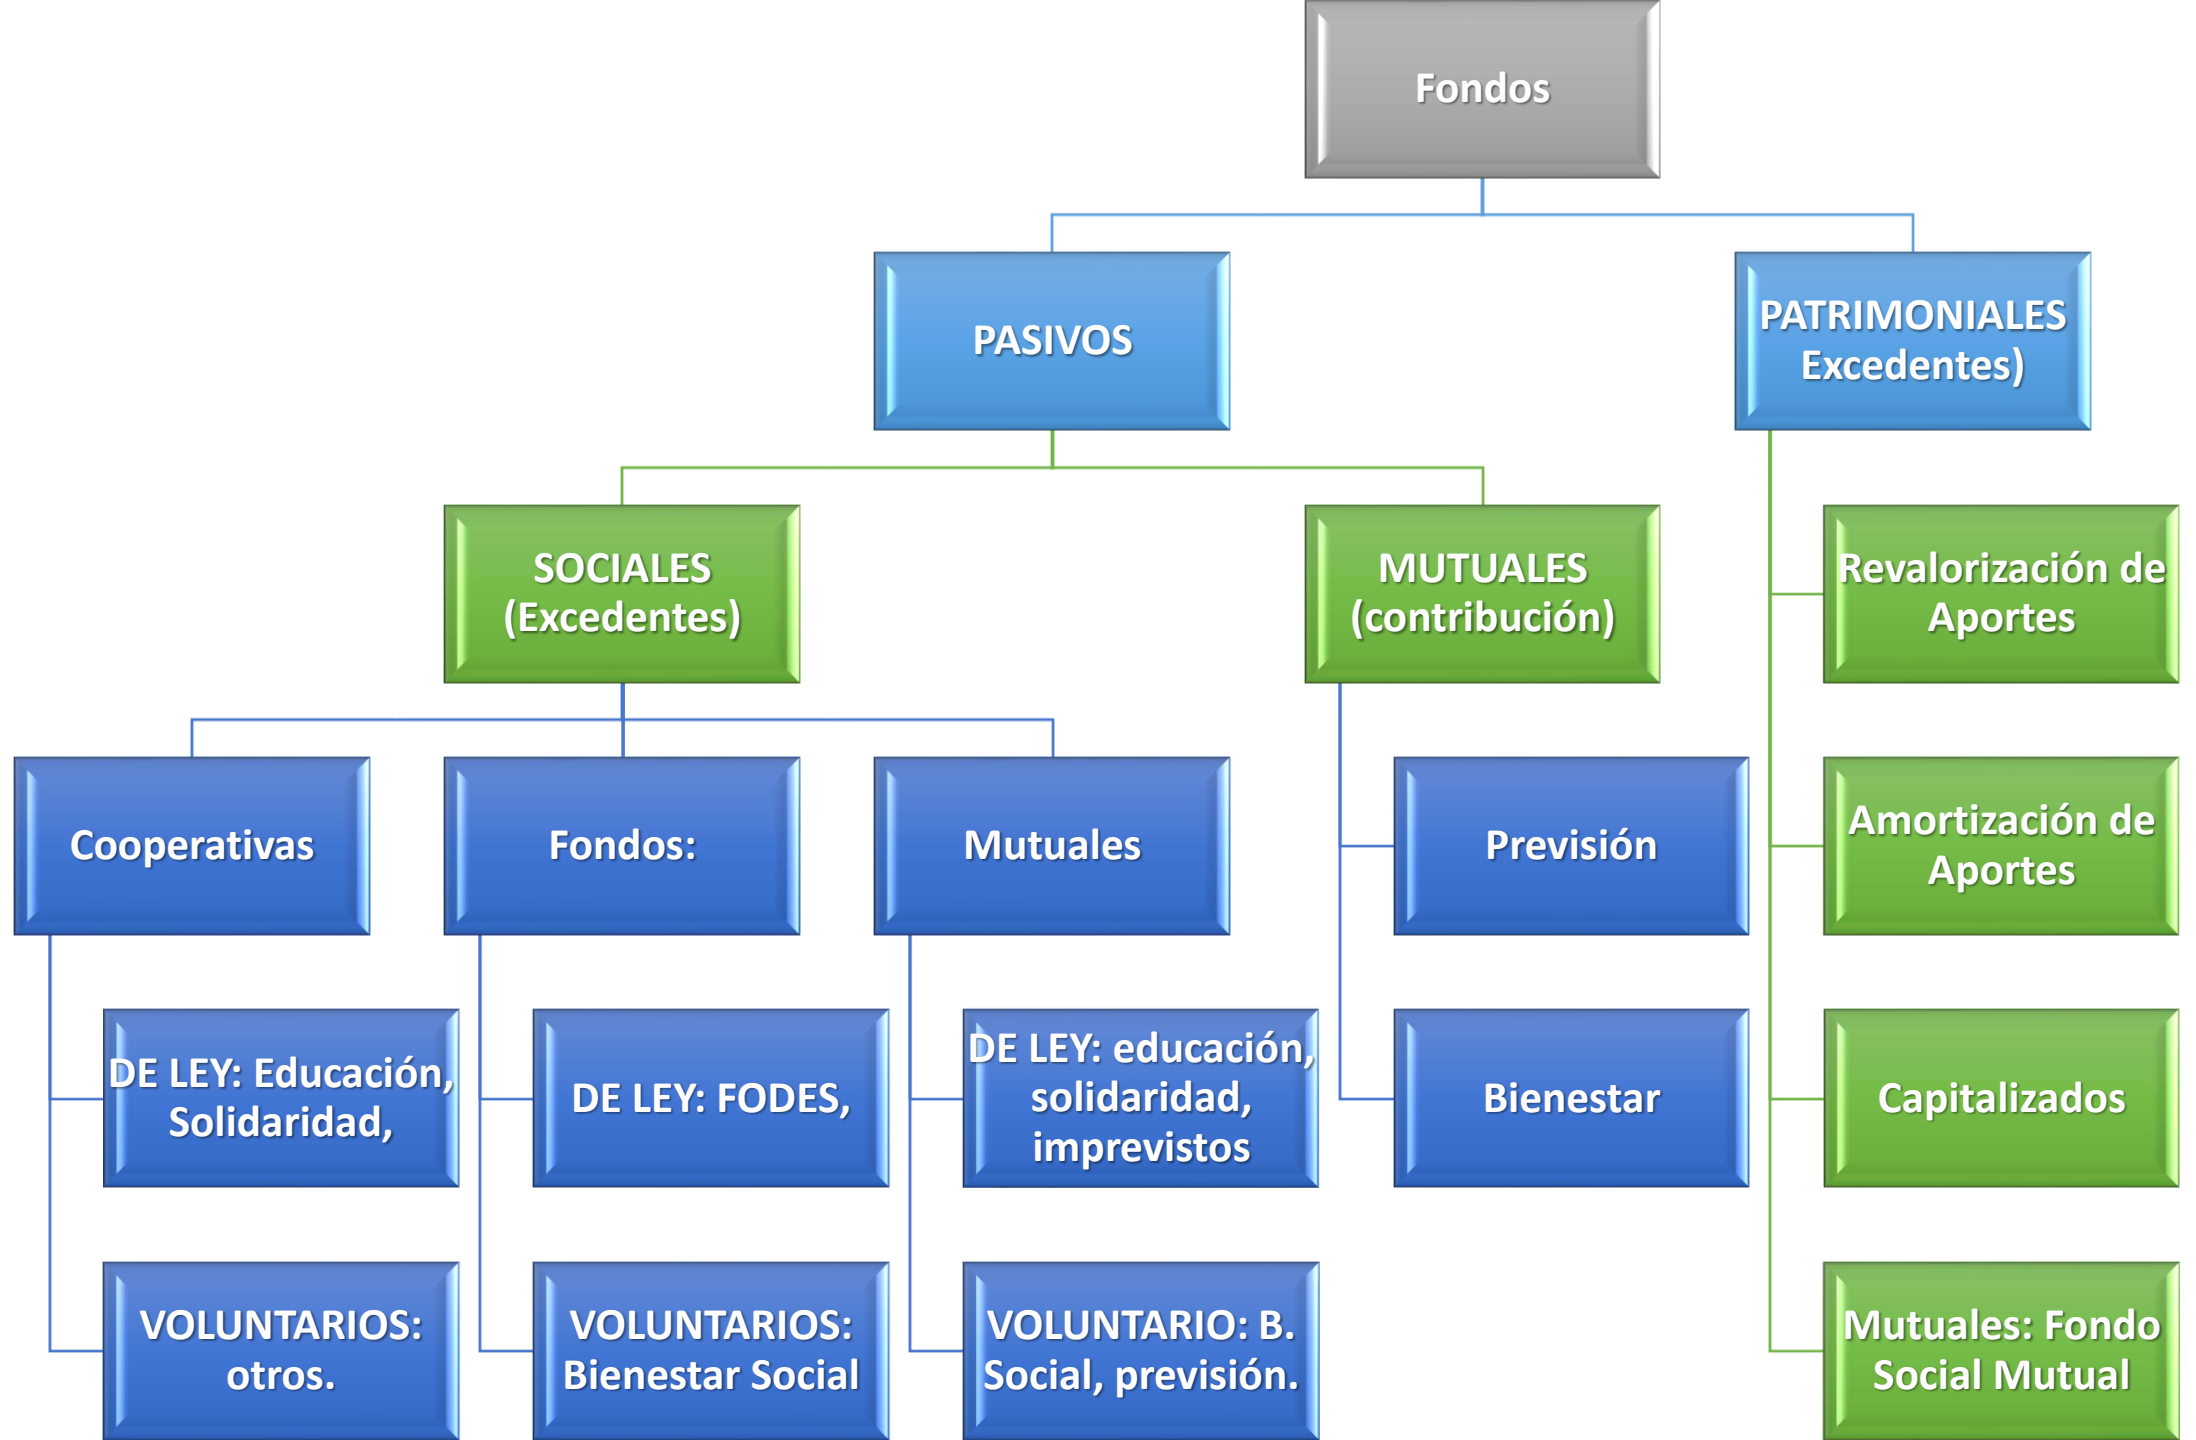 Fondos
PASIVOS
PATRIMONIALES
Excedentes)
SOCIALES
(Excedentes)
MUTUALES
(contribución)
Revalorización de
Aportes
Cooperativas
Fondos:
Mutuales
Previsión
Amortización de
Aportes
DE LEY: Educación,
Solidaridad,
DE LEY: FODES,
DE LEY: educación,
solidaridad,
imprevistos
Bienestar
Capitalizados
VOLUNTARIOS:
otros.
VOLUNTARIOS:
Bienestar Social
VOLUNTARIO: B.
Social, previsión.
Mutuales: Fondo
Social Mutual